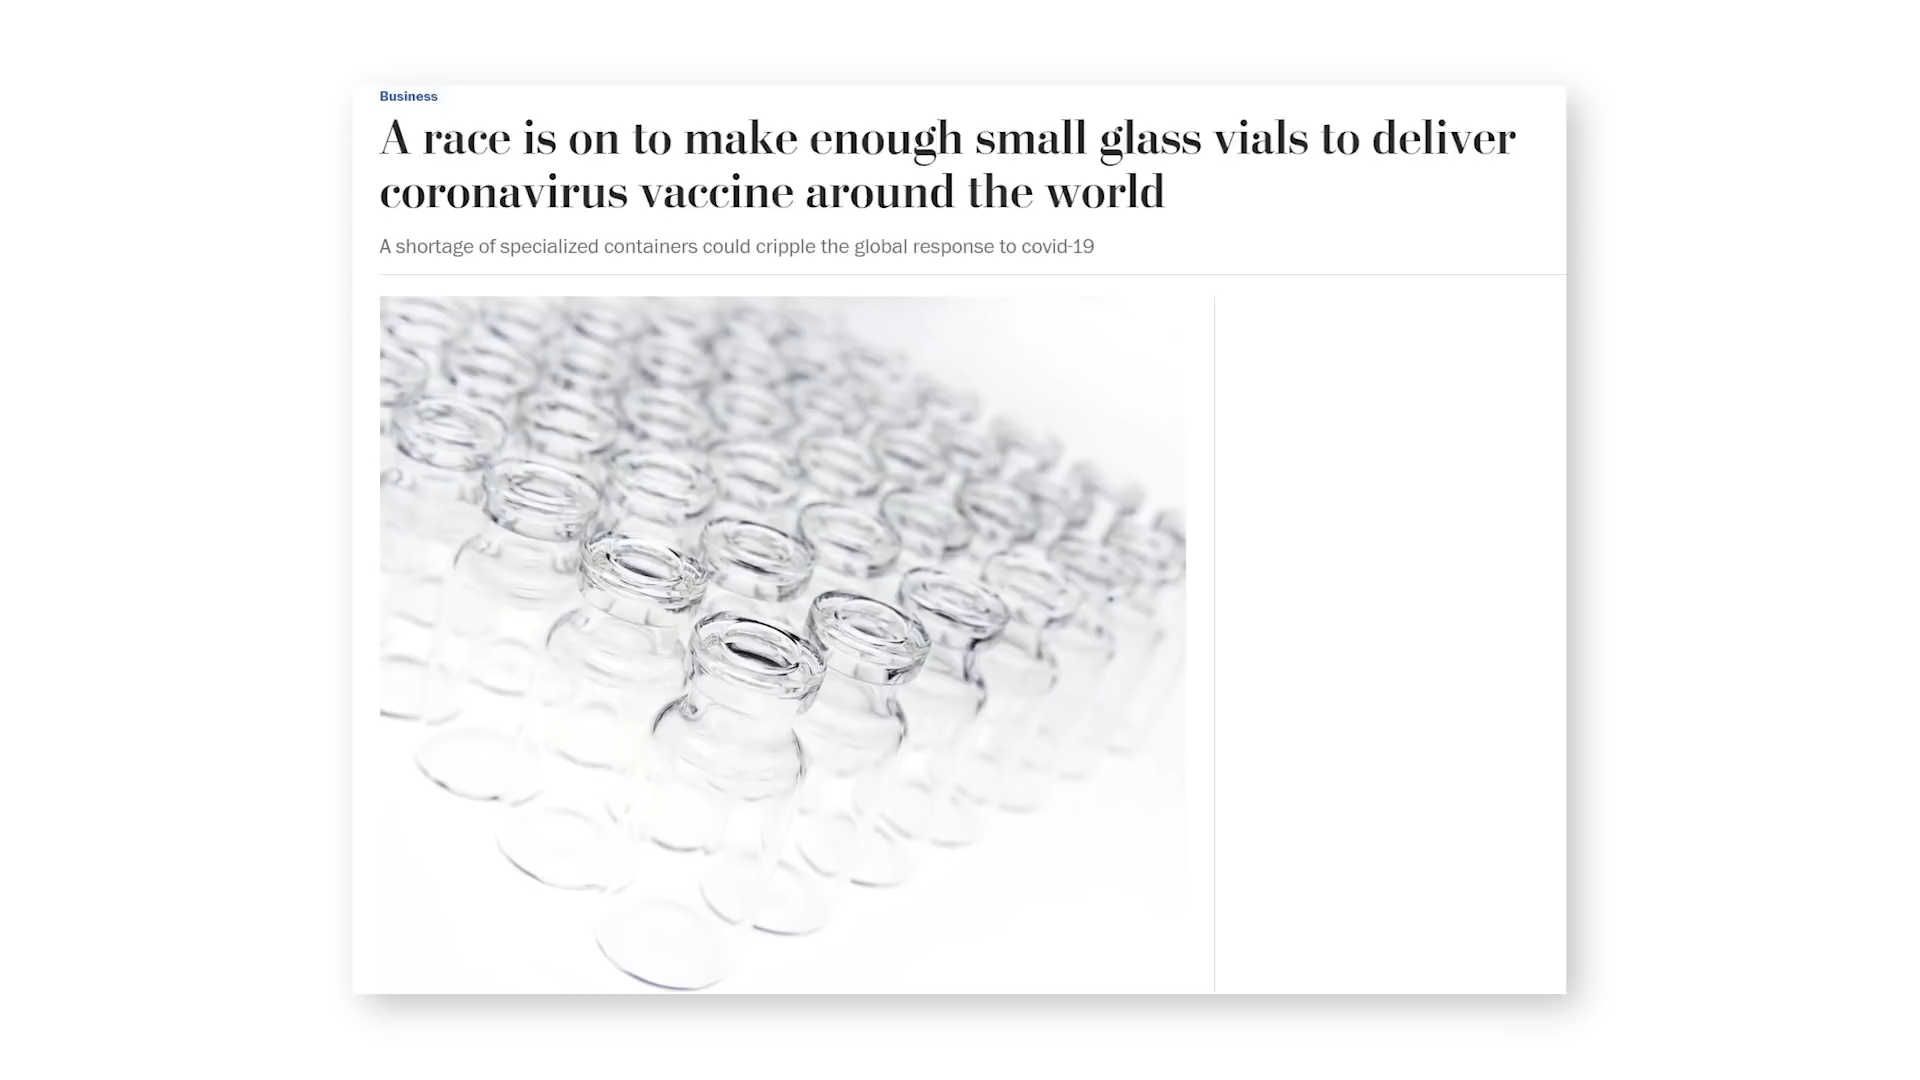 Business
A race is on to make enough small glass vials to deliver
coronavirus vaccine around the world
A shortage of specialized containers could cripple the global response to covid-19